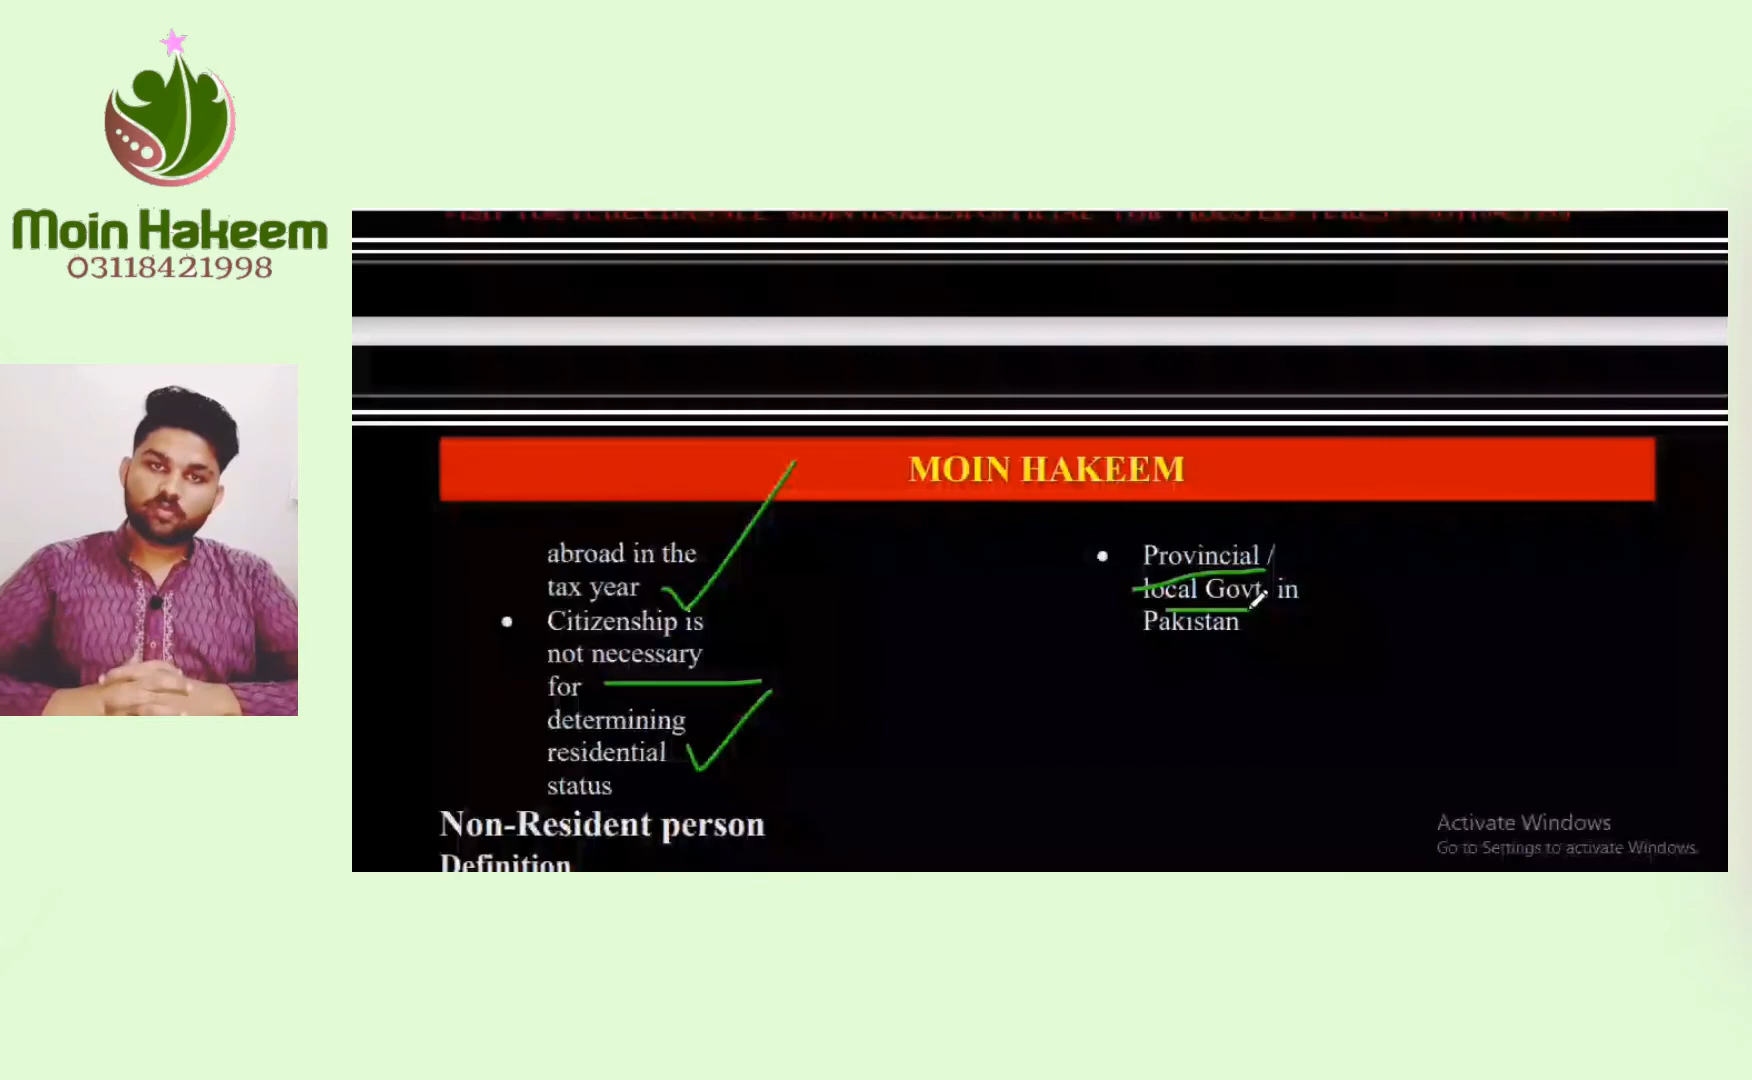 Moin Hakeem
03118421998
MOIN HAKEEM
abroad in the
tax year
Citizenship is
not necessary
for
determining
residential
status
Provincial /
local Govt. in
Pakistan
Non-Resident person
Definition
Activate Windows
Go to Settings to activate Windows.